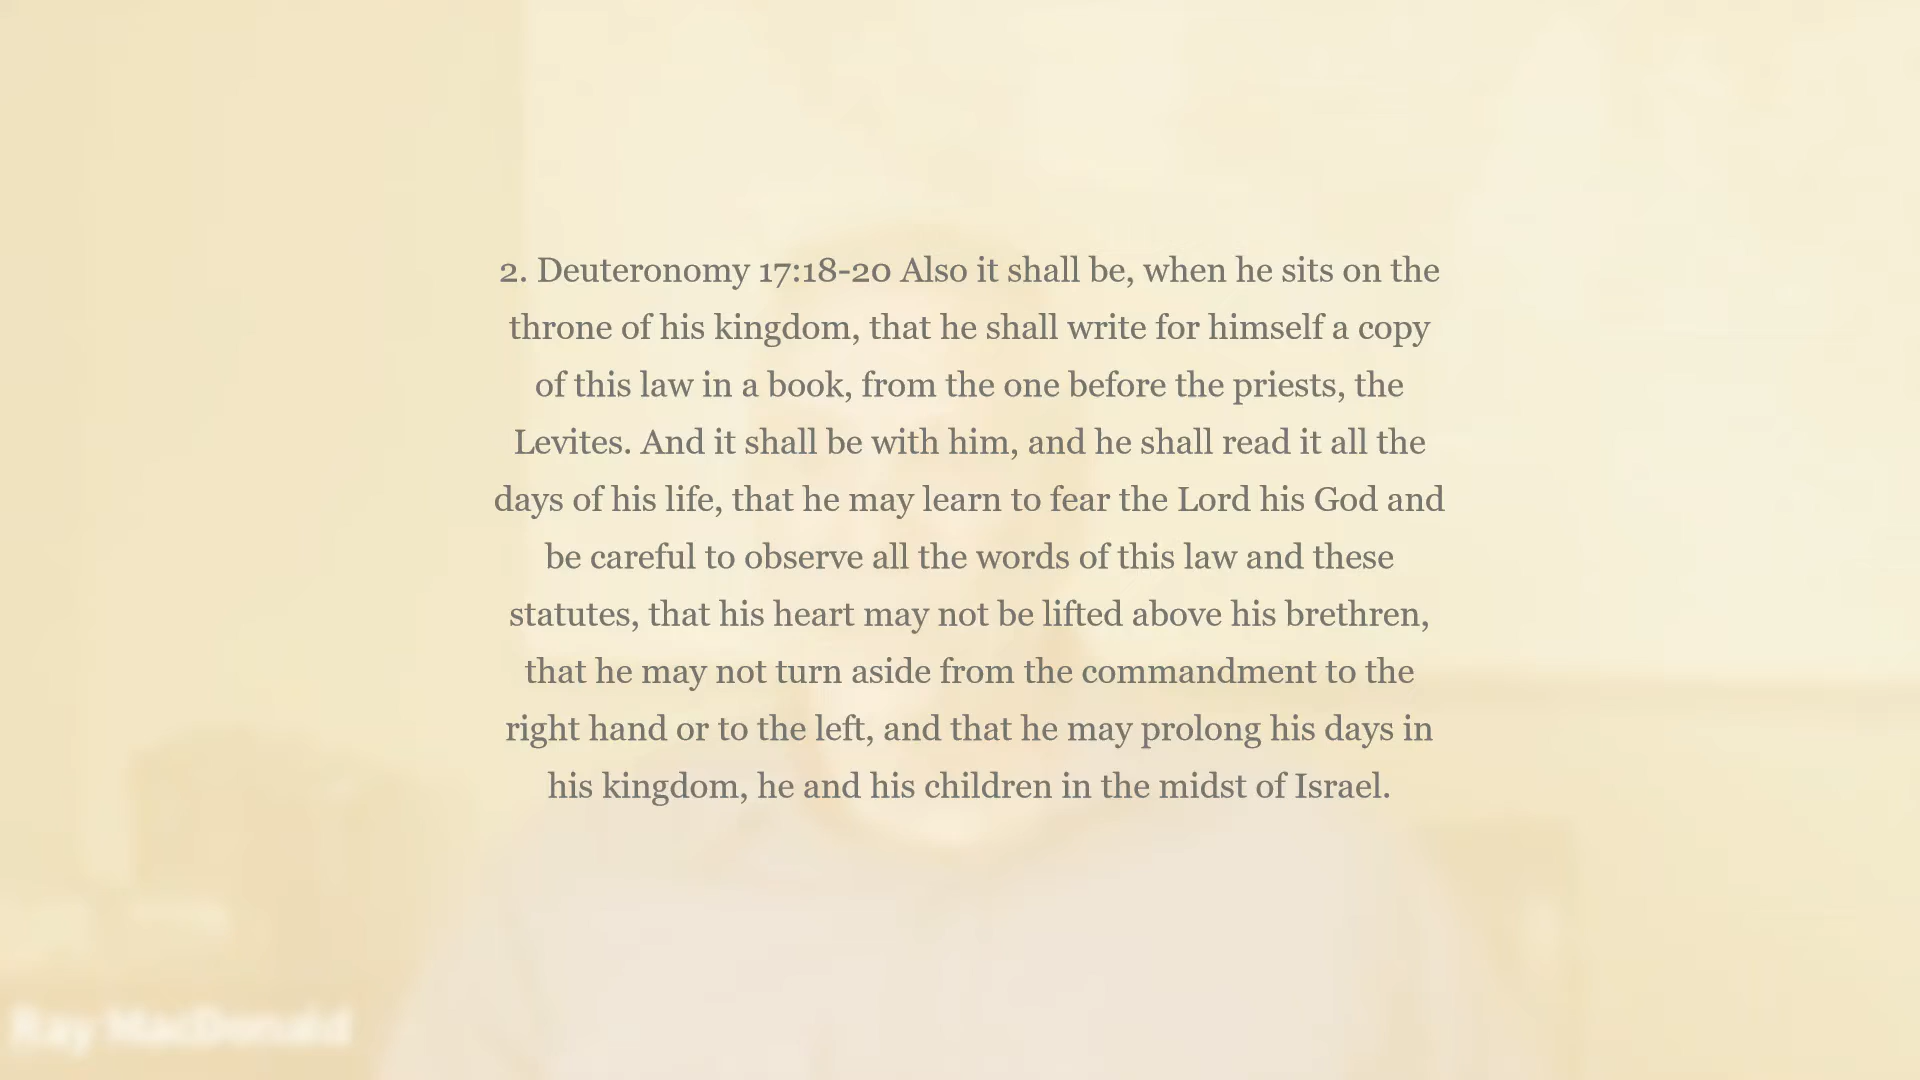 2. Deuteronomy 17:18-20 Also it shall be, when he sits on the
throne of his kingdom, that he shall write for himself a copy
of this law in a book, from the one before the priests, the
Levites. And it shall be with him, and he shall read it all the
days of his life, that he may learn to fear the Lord his God and
be careful to observe all the words of this law and these
statutes, that his heart may not be lifted above his brethren,
that he may not turn aside from the commandment to the
right hand or to the left, and that he may prolong his days in
his kingdom, he and his children in the midst of Israel.
Ray MacDonald